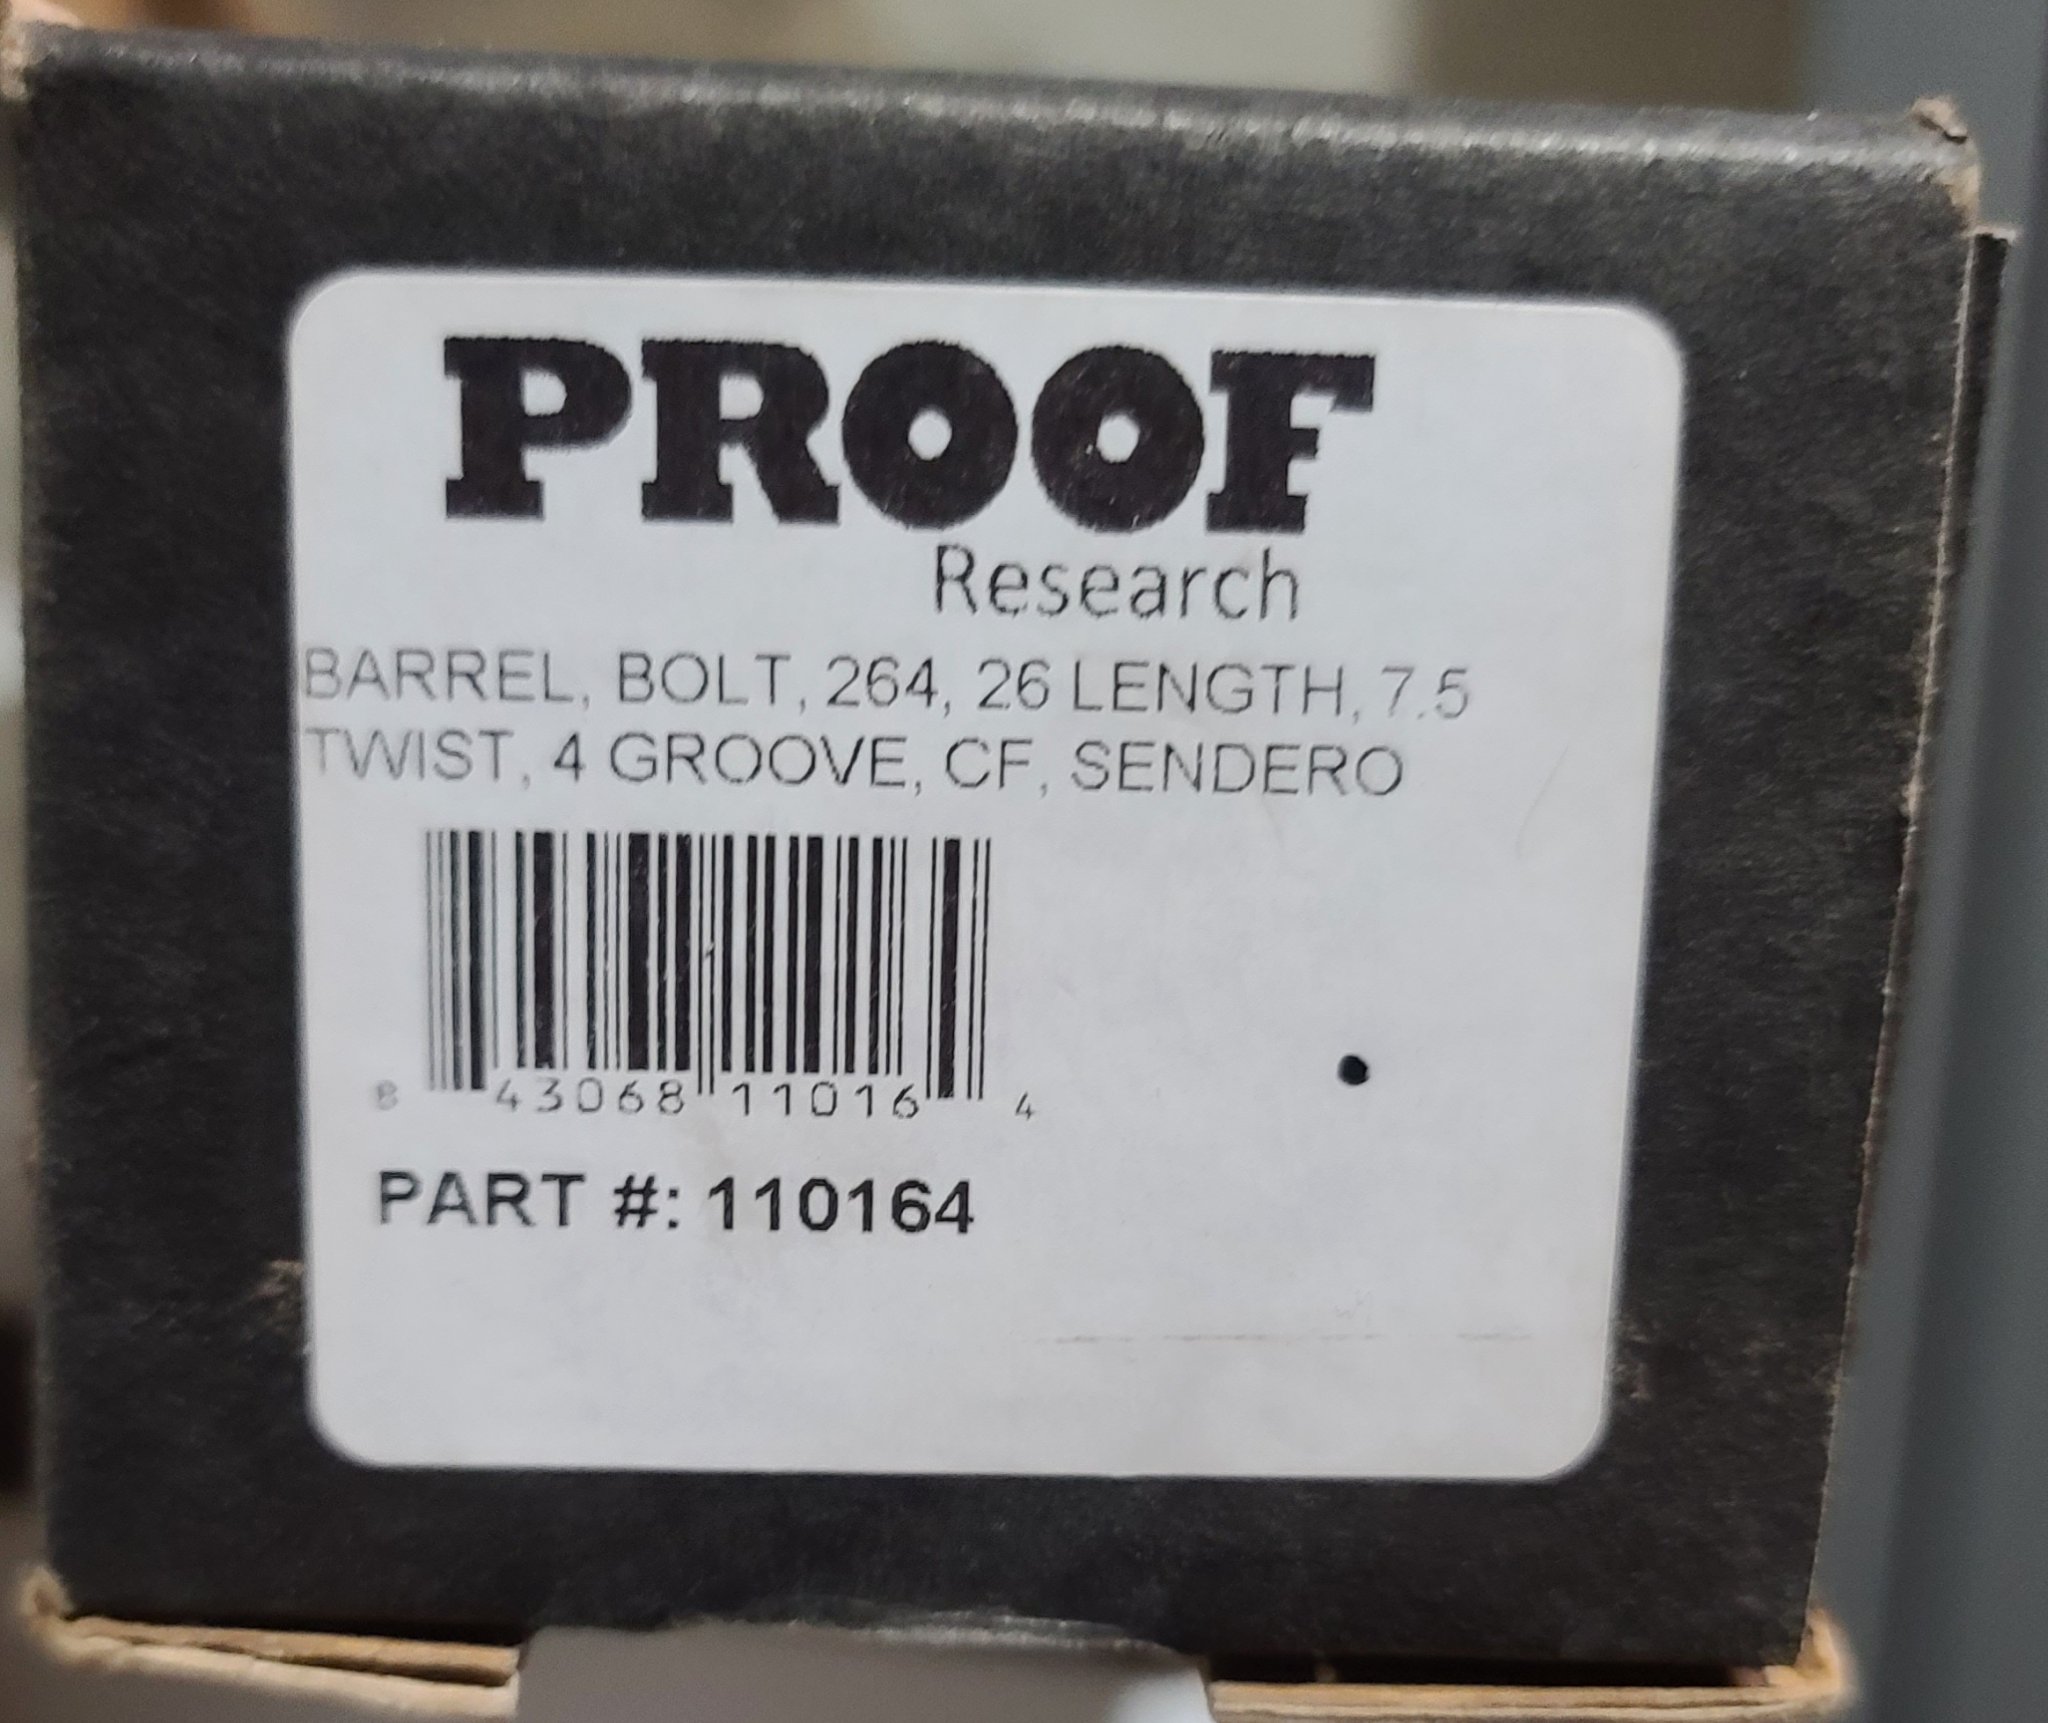 PROOF
Research
BARREL, BOLT, 264, 26 LENGTH, 7.5
TWIST, 4 GROOVE, CF, SENDERO
8 43068 11016 4
PART #: 110164